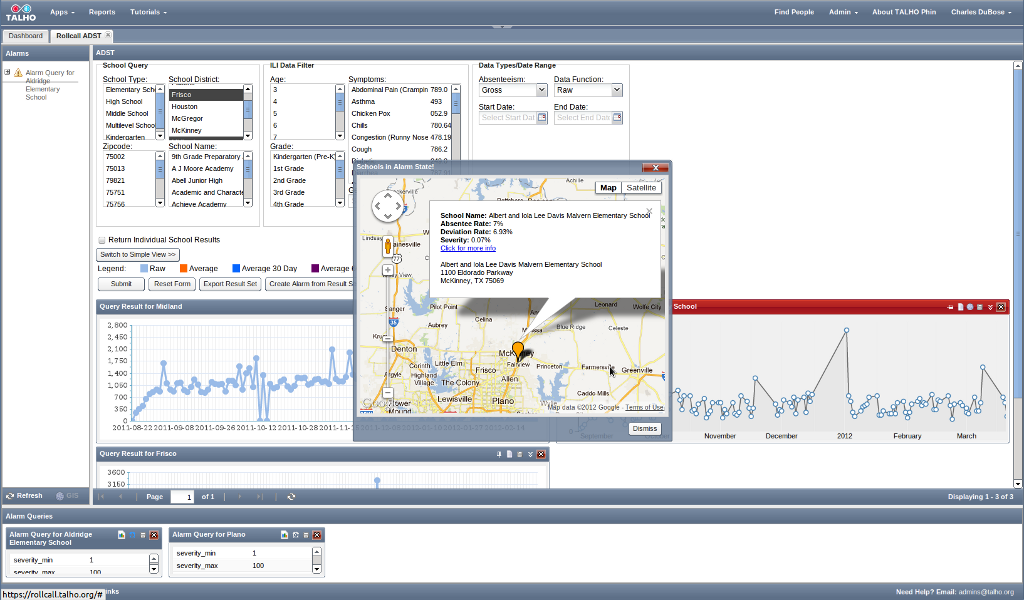 TALHO
Apps
Reports
Tutorials
Find People
Admin
About TALHO Phin
Charles DuBose
Dashboard
Rollcall ADST
Alarms
ADST
Alarm Query for
Aldridge
Elementary
School
School Query
School Type:
School District:
Elementary Sch
High School
Middle School
Multilevel Schoo
Kindergarten
Frisco
Houston
McGregor
McKinney
Zipcode:
School Name:
75002
75013
79821
75751
75756
9th Grade Preparatory
A J Moore Academy
Abell Junior High
Academic and Characte
Achieve Academy
ILI Data Filter
Age:
Symptoms:
3
4
5
6
7
Abdominal Pain (Crampin 789.0
Asthma 493
Chicken Pox 052.9
Chills 780.64
Congestion (Runny Nose 478.19
Cough 786.2
Grade:
Kindergarten (Pre-K
1st Grade
2nd Grade
3rd Grade
4th Grade
Data Types/Date Range
Absenteeism:
Data Function:
Gross
Raw
Start Date:
End Date:
Select Start Dat
Select End Date
Return Individual School Results
Switch to Simple View >>
Legend:
Raw
Average
Average 30 Day
Average
Submit
Reset Form
Export Result Set
Create Alarm from Result S
Schools in Alarm State!
Map
Satellite
School Name: Albert and Iola Lee Davis Malvern Elementary School
Absentee Rate: 7%
Deviation Rate: 6.93%
Severity: 0.07%
Click for more info
Albert and Iola Lee Davis Malvern Elementary School
1100 Eldorado Parkway
McKinney, TX 75069
Lindsay
Gainesville
Sanger
Pilot Point
Celina
Aubrey
Leonard
Wolfe City
Blue Ridge
Celeste
Denton
Little Elm
Corinth
Argyle
Highland
Village
The Colony
Frisco
Allen
Fairview
Princeton
Farmersville
Greenville
Lewisville
Plano
Caddo Mills
Flower
Mound
Map data ©2012 Google - Terms of Use
Dismiss
Query Result for Midland
2,800
2,450
2,100
1,750
1,400
1,050
700
350
0
2011-08-22
2011-09-16
2011-10-12
School
November
December
2012
February
March
Query Result for Frisco
3600
3150
Refresh
GIS
Page 1 of 1
Displaying 1 - 3 of 3
Alarm Queries
Alarm Query for Aldridge
Elementary School
severity_min 1
severity_max 100
Alarm Query for Plano
severity_min 1
severity_max 100
https://rollcall.talho.org/#
Need Help? Email: admins@talho.org